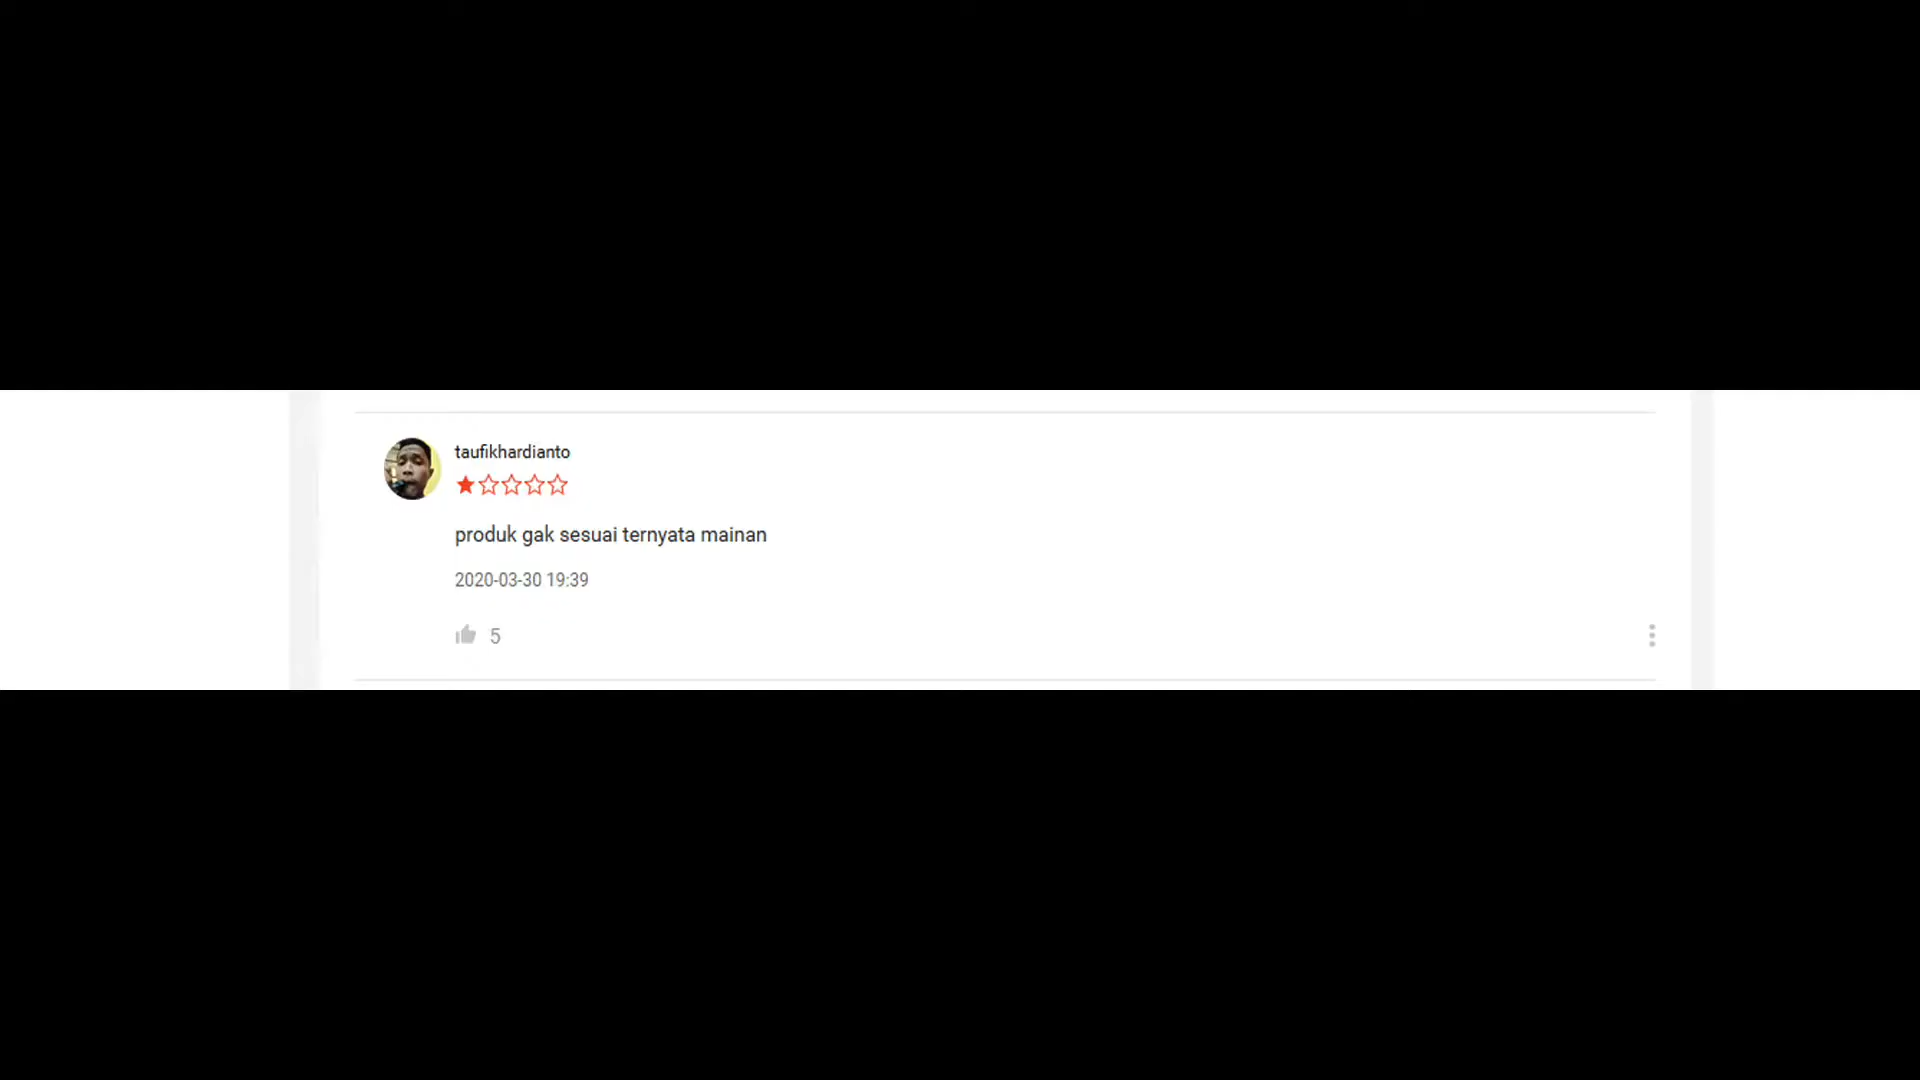 taufikhardianto
produk gak sesuai ternyata mainan
2020-03-30 19:39
5